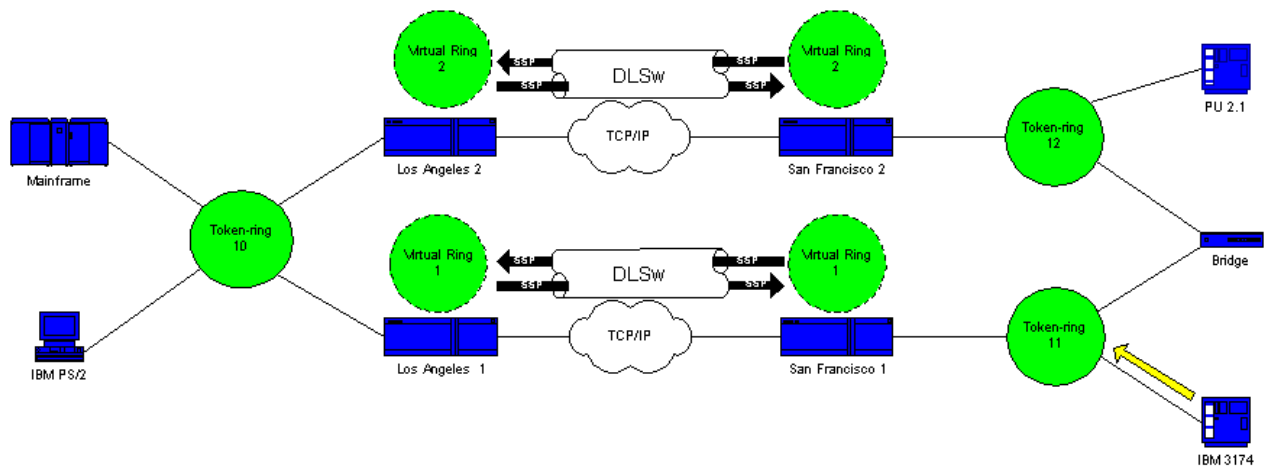 Virtual Ring
2
SSP
SSP
DLSw
SSP
SSP
Virtual Ring
2
PU 2.1
Mainframe
Los Angeles 2
TCP/IP
San Francisco 2
Token-ring
12
Token-ring
10
Virtual Ring
1
SSP
SSP
DLSw
SSP
SSP
Virtual Ring
1
Bridge
IBM PS/2
Los Angeles 1
TCP/IP
San Francisco 1
Token-ring
11
IBM 3174